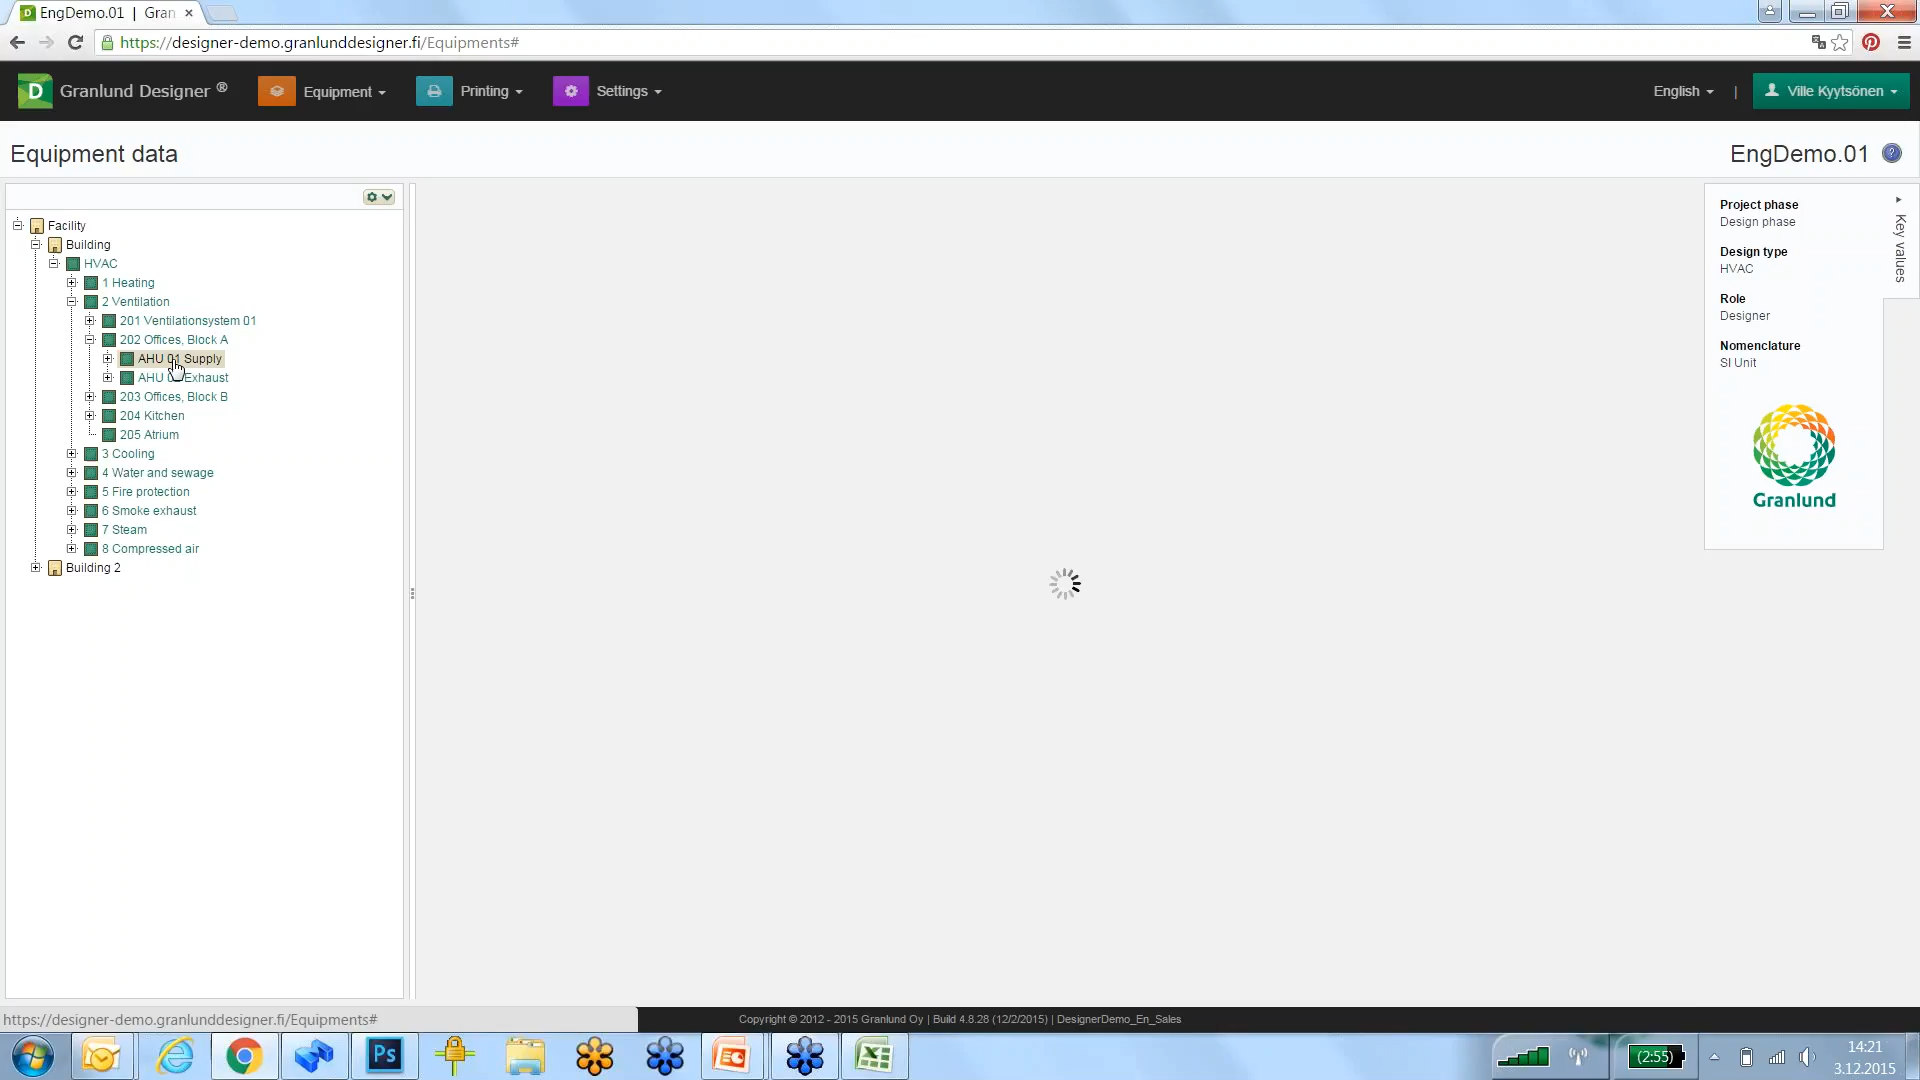 EngDemo.01 | Gran
https://designer-demo.granlunddesigner.fi/Equipments#
D Granlund Designer ® Equipment Printing Settings English | Ville Kyytsönen
Equipment data EngDemo.01 ?
Facility
Building
HVAC
1 Heating
2 Ventilation
201 Ventilationsystem 01
202 Offices, Block A
AHU 01 Supply
AHU Exhaust
203 Offices, Block B
204 Kitchen
205 Atrium
3 Cooling
4 Water and sewage
5 Fire protection
6 Smoke exhaust
7 Steam
8 Compressed air
Building 2
Project phase
Design phase
Design type
HVAC
Role
Designer
Nomenclature
SI Unit
Granlund
Key values
https://designer-demo.granlunddesigner.fi/Equipments#
Copyright © 2012 - 2015 Granlund Oy | Build 4.8.28 (12/2/2015) | DesignerDemo_En_Sales
Ps
(2:55)
14:21
3.12.2015